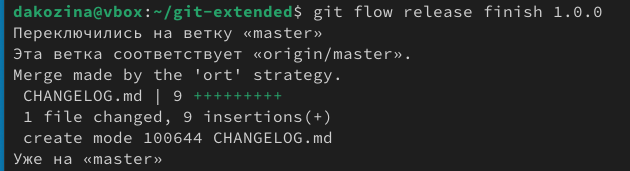 dakozina@vbox:~/git-extended$ git flow release finish 1.0.0
Переключились на ветку «master»
Эта ветка соответствует «origin/master».
Merge made by the 'ort' strategy.
 CHANGELOG.md | 9 +++++++++
 1 file changed, 9 insertions(+)
 create mode 100644 CHANGELOG.md
Уже на «master»